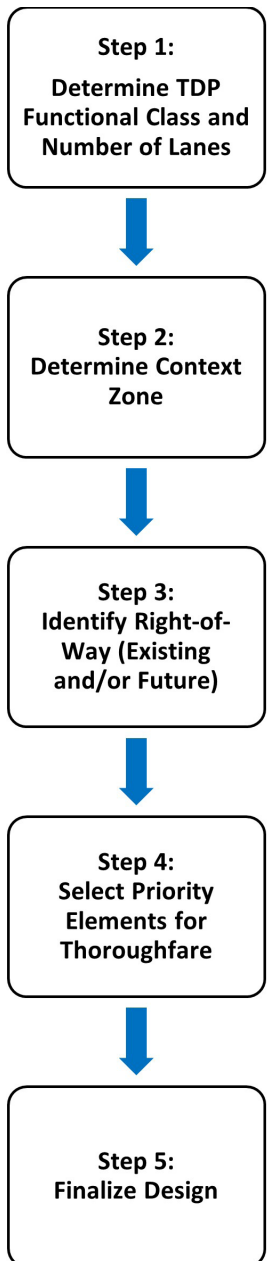 Step 1:
Determine TDP
Functional Class and
Number of Lanes
Step 2:
Determine Context
Zone
Step 3:
Identify Right-of-
Way (Existing
and/or Future)
Step 4:
Select Priority
Elements for
Thoroughfare
Step 5:
Finalize Design